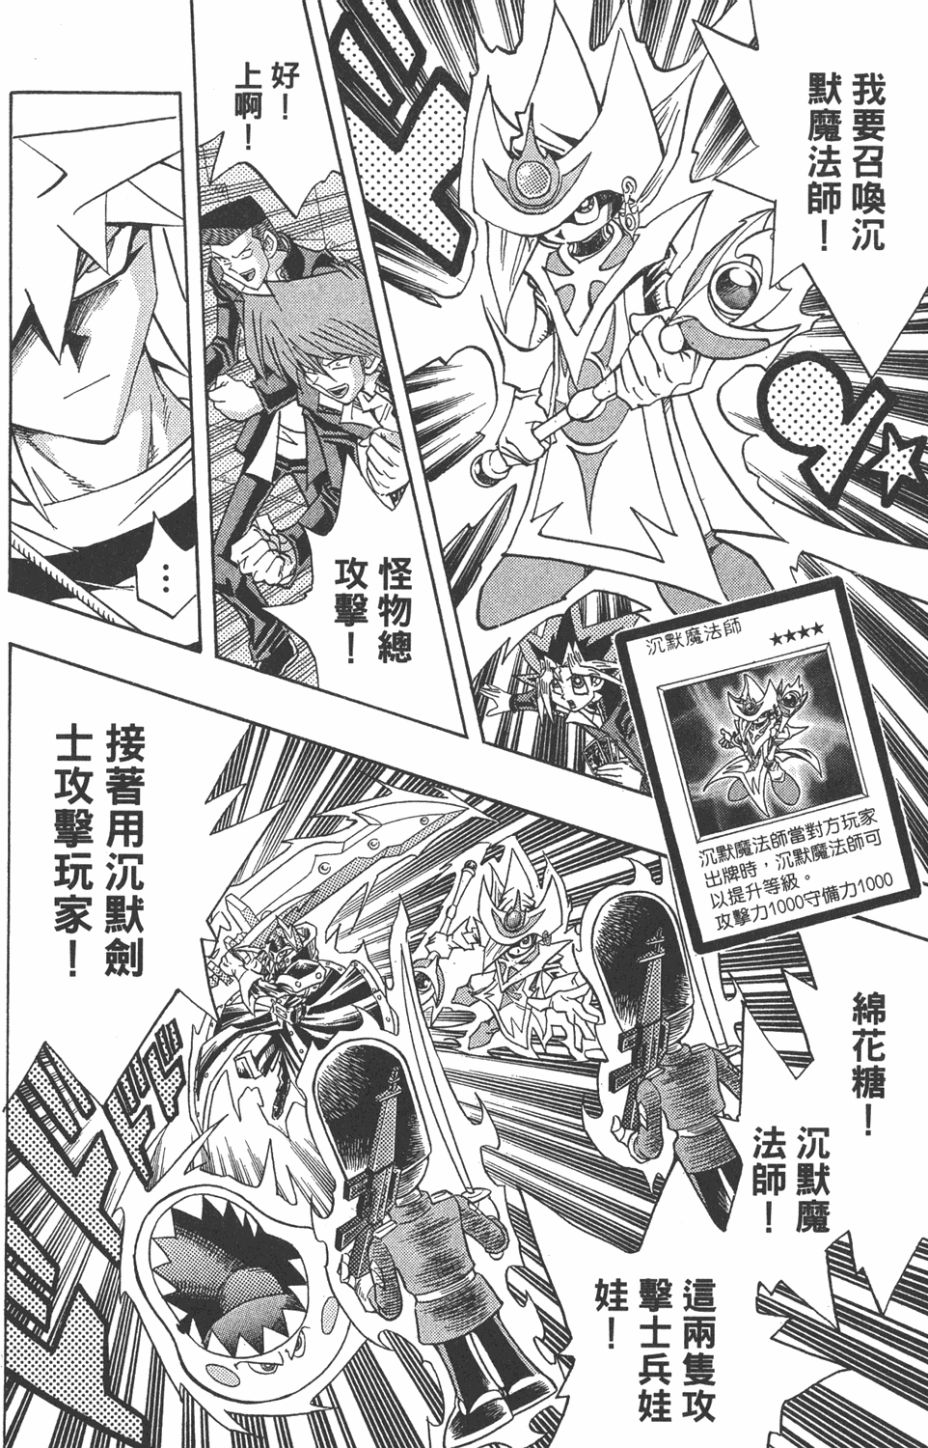 我要召喚沉
默魔法師！
沉默魔法師
★★★★
沉默魔法師當對方玩家
出牌時，沉默魔法師可
以提升等級。
攻擊力1000守備力1000
好！
上啊！
怪物總
攻擊！
…
綿花糖！
沉默魔
法師！
這兩隻攻
擊士兵娃
娃！
接著用沉默劍
士攻擊玩家！